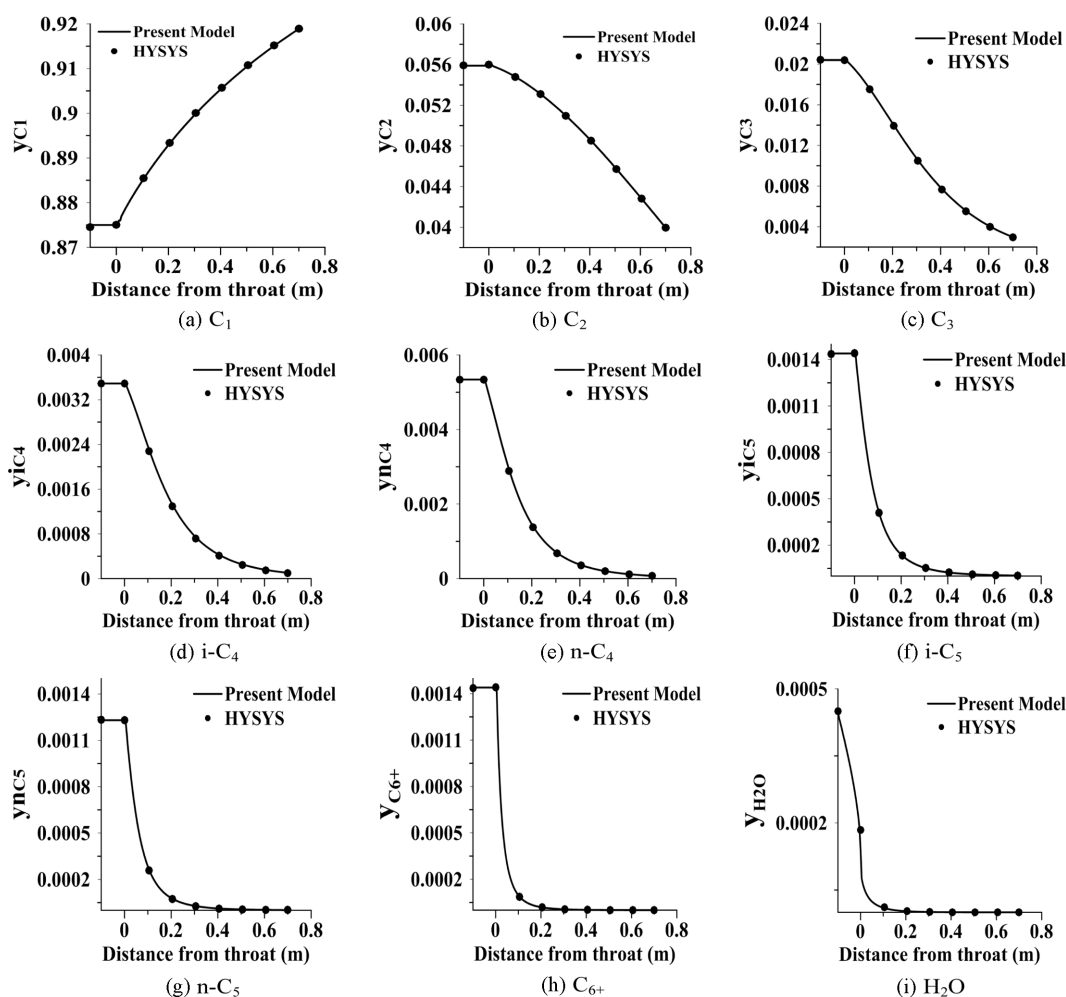 0.92
0.91
0.9
0.89
0.88
0.87
yC1
Present Model
HYSYS
0 0.2 0.4 0.6 0.8
Distance from throat (m)
(a) C1
0.06
0.056
0.052
0.048
0.044
0.04
yC2
Present Model
HYSYS
0 0.2 0.4 0.6 0.8
Distance from throat (m)
(b) C2
0.024
0.02
0.016
0.012
0.008
0.004
yC3
Present Model
HYSYS
0 0.2 0.4 0.6 0.8
Distance from throat (m)
(c) C3
0.004
0.0032
0.0024
0.0016
0.0008
0
yiC4
Present Model
HYSYS
0 0.2 0.4 0.6 0.8
Distance from throat (m)
(d) i-C4
0.006
0.005
0.004
0.002
0.001
0
ynC4
Present Model
HYSYS
0 0.2 0.4 0.6 0.8
Distance from throat (m)
(e) n-C4
0.0014
0.0011
0.0008
0.0005
0.0002
yiC5
Present Model
HYSYS
0 0.2 0.4 0.6 0.8
Distance from throat (m)
(f) i-C5
0.0014
0.0011
0.0008
0.0005
0.0002
ynC5
Present Model
HYSYS
0 0.2 0.4 0.6 0.8
Distance from throat (m)
(g) n-C5
0.0014
0.0011
0.0008
0.0005
0.0002
yC6+
Present Model
HYSYS
0 0.2 0.4 0.6 0.8
Distance from throat (m)
(h) C6+
0.0005
0.0002
yH2O
Present Model
HYSYS
0 0.2 0.4 0.6 0.8
Distance from throat (m)
(i) H2O